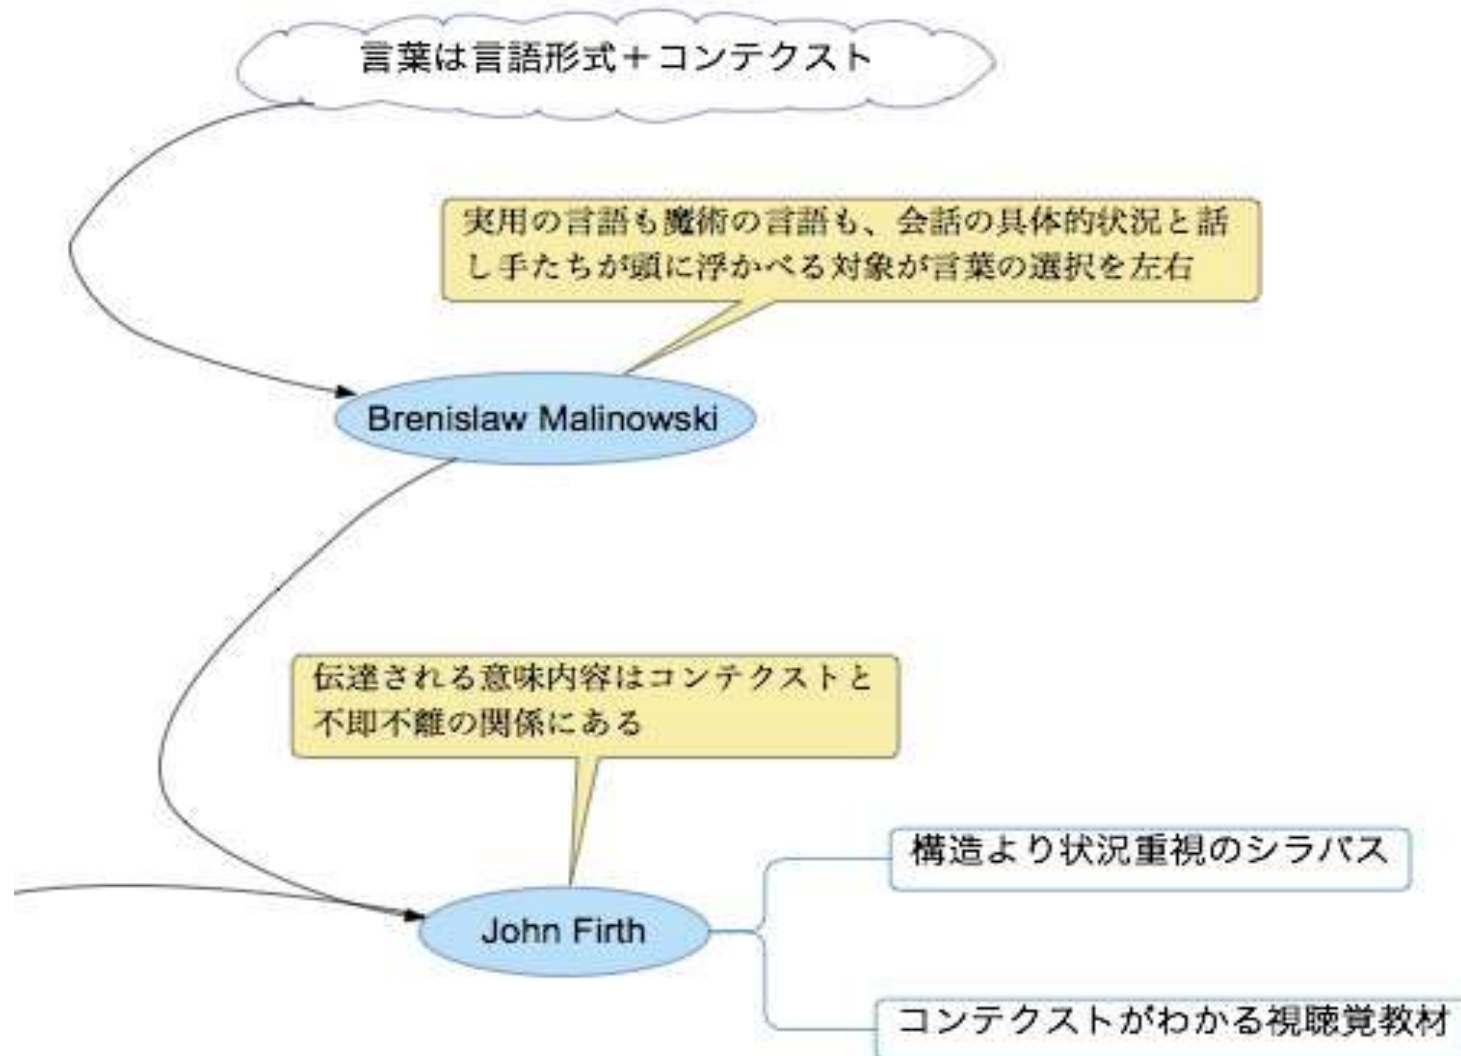 言葉は言語形式＋コンテクスト
実用の言語も魔術の言語も、会話の具体的状況と話
し手たちが頭に浮かべる対象が言葉の選択を左右
Brenislaw Malinowski
伝達される意味内容はコンテクストと
不即不離の関係にある
構造より状況重視のシラバス
John Firth
コンテクストがわかる視聴覚教材